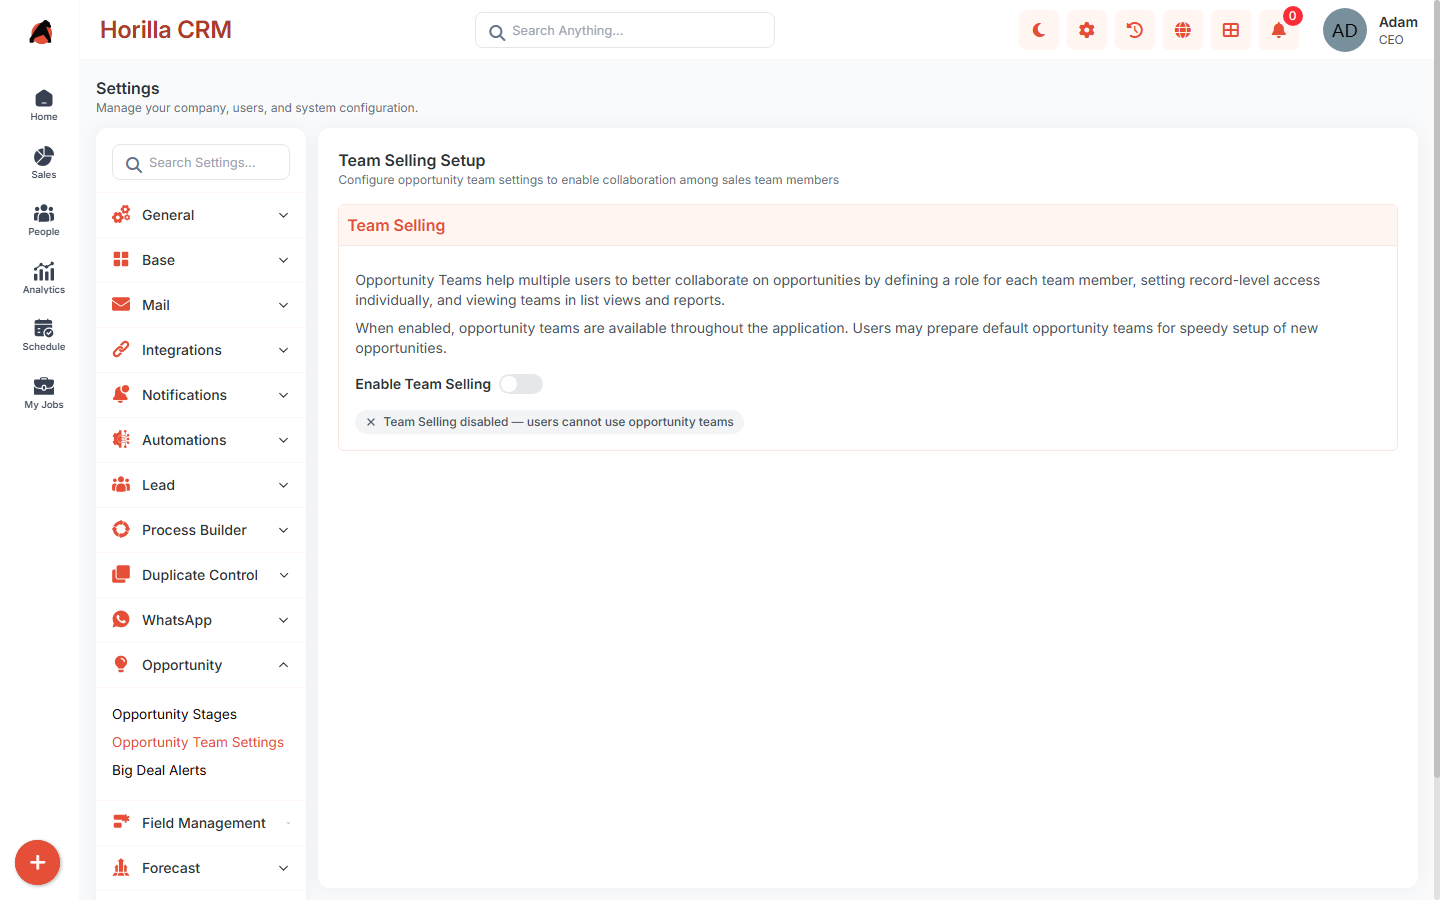 Horilla CRM
Search Anything...
0
AD
Adam
CEO
Home
Sales
People
Analytics
Schedule
My Jobs
Settings
Manage your company, users, and system configuration.
Search Settings...
General
Base
Mail
Integrations
Notifications
Automations
Lead
Process Builder
Duplicate Control
WhatsApp
Opportunity
Opportunity Stages
Opportunity Team Settings
Big Deal Alerts
Field Management
Forecast
Team Selling Setup
Configure opportunity team settings to enable collaboration among sales team members
Team Selling
Opportunity Teams help multiple users to better collaborate on opportunities by defining a role for each team member, setting record-level access
individually, and viewing teams in list views and reports.
When enabled, opportunity teams are available throughout the application. Users may prepare default opportunity teams for speedy setup of new
opportunities.
Enable Team Selling
Team Selling disabled — users cannot use opportunity teams